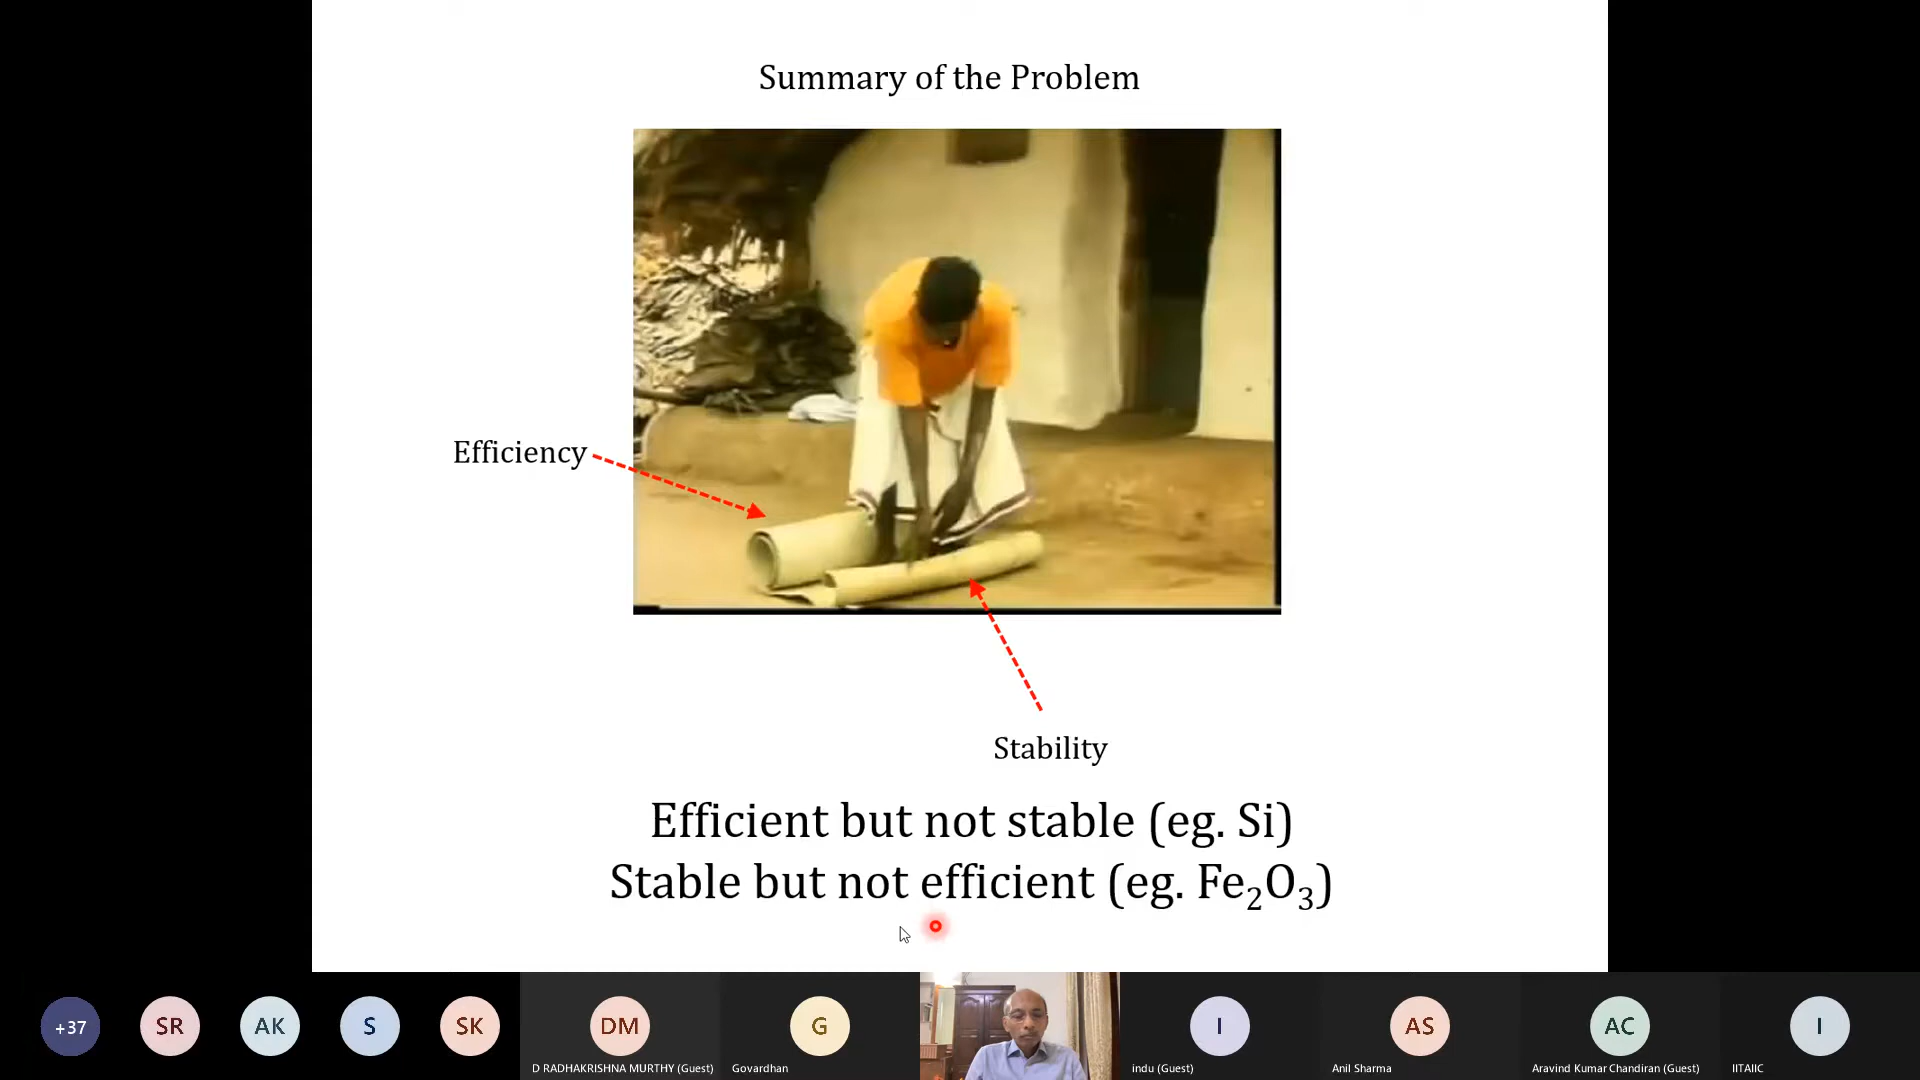 Summary of the Problem
Efficiency
Stability
Efficient but not stable (eg. Si)
Stable but not efficient (eg. Fe₂O₃)
+37
SR
AK
S
SK
DM
G
I
AS
AC
I
D RADHAKRISHNA MURTHY (Guest)
Govardhan
indu (Guest)
Anil Sharma
Aravind Kumar Chandiran (Guest)
IITAIIC